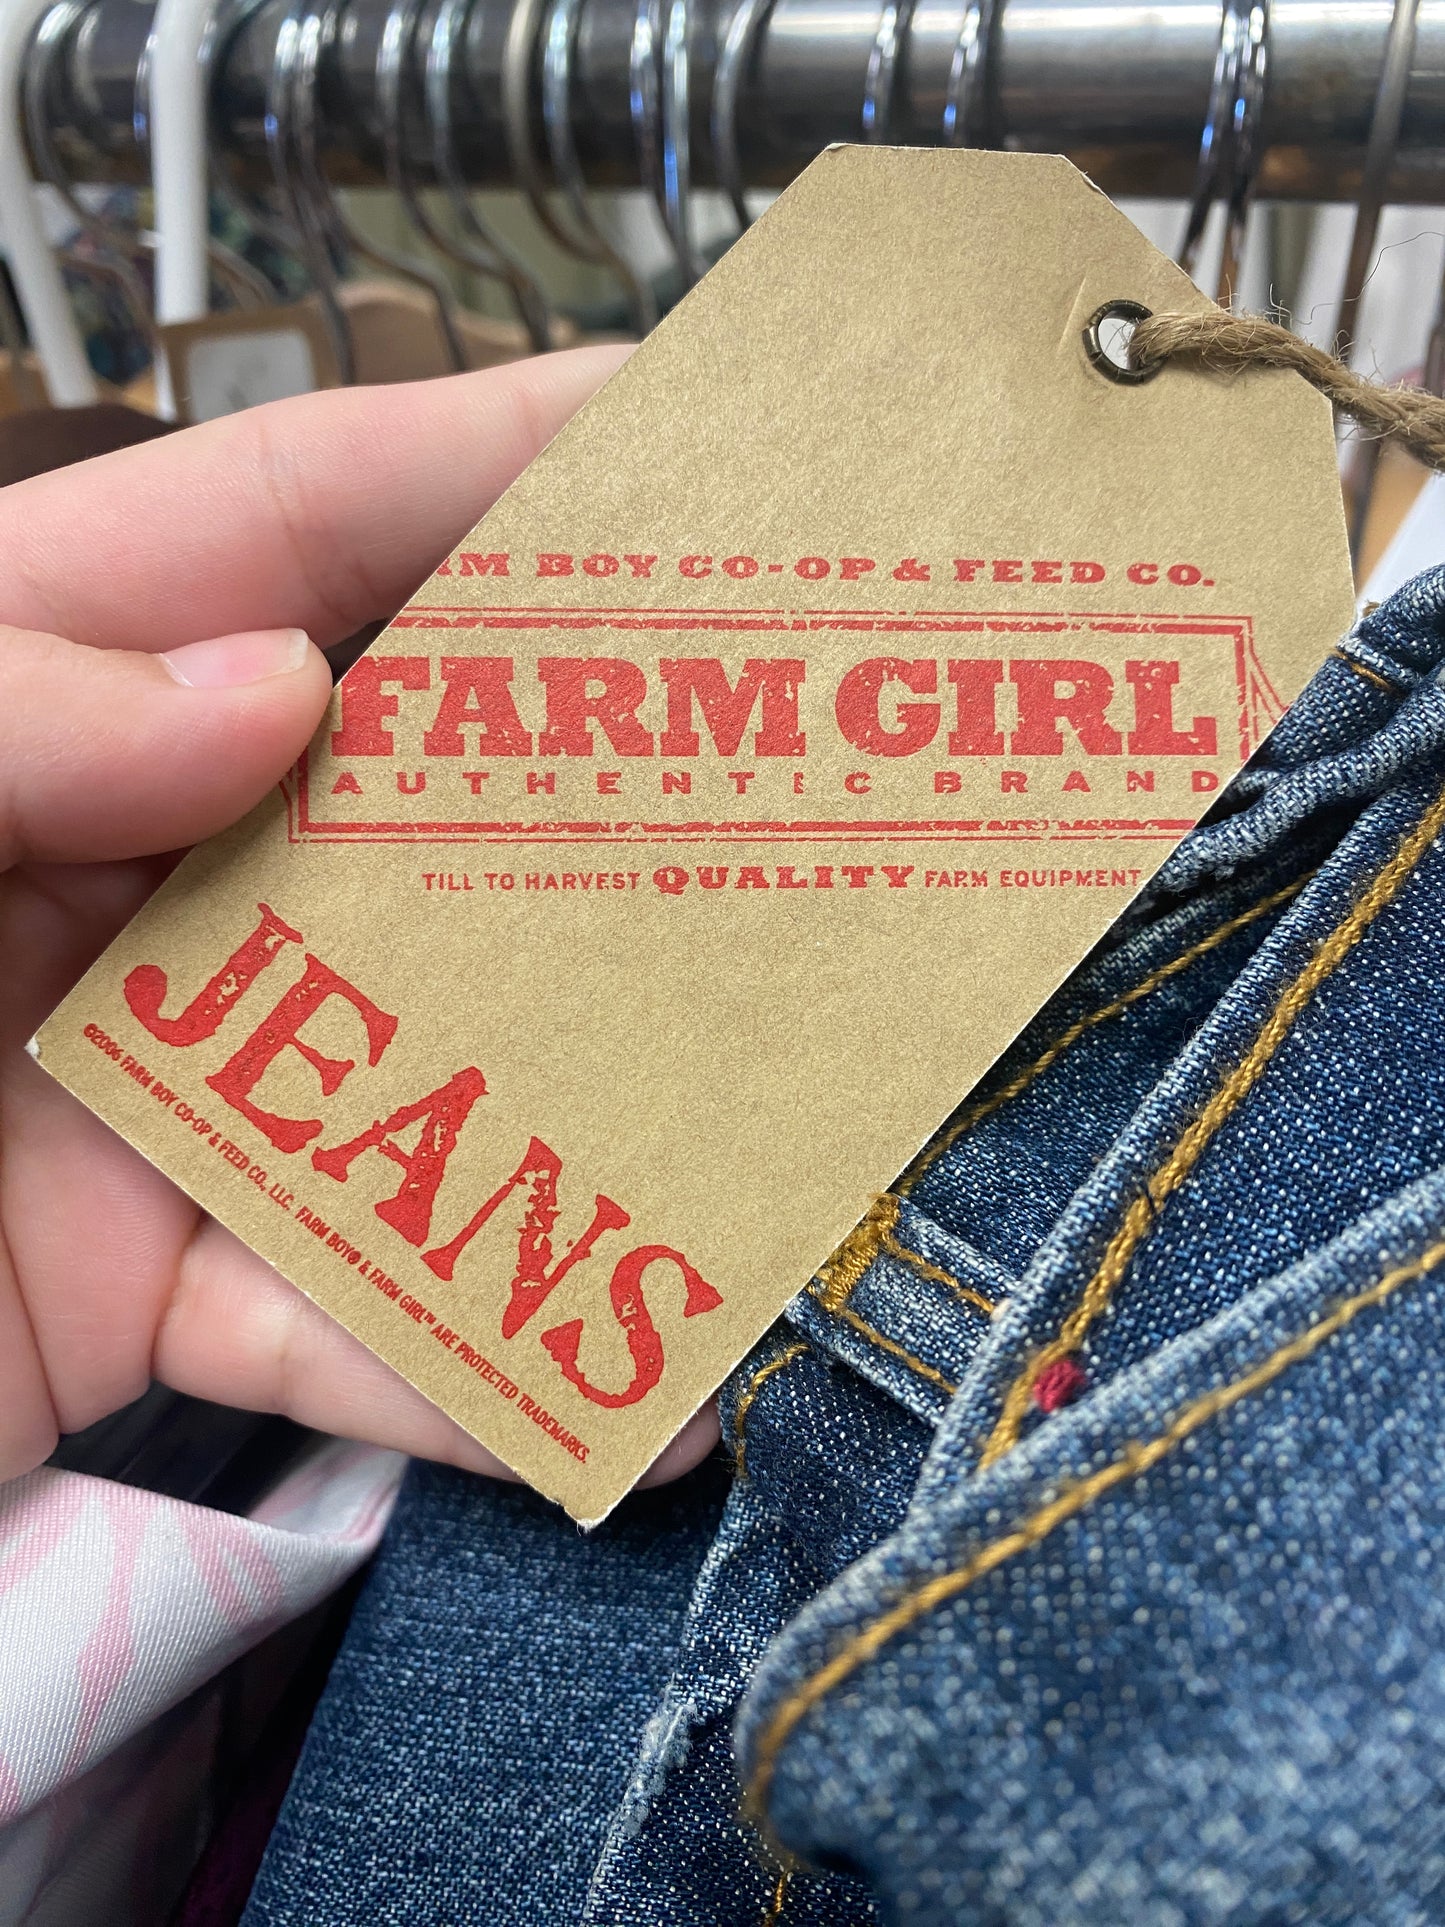 RM BOY CO-OP & FEED CO.
FARM GIRL
AUTHENTIC BRAND
TILL TO HARVEST QUALITY FARM EQUIPMENT
JEANS
©2006 FARM BOY CO-OP & FEED CO., LLC. FARM BOY® & FARM GIRL™ ARE PROTECTED TRADEMARKS.